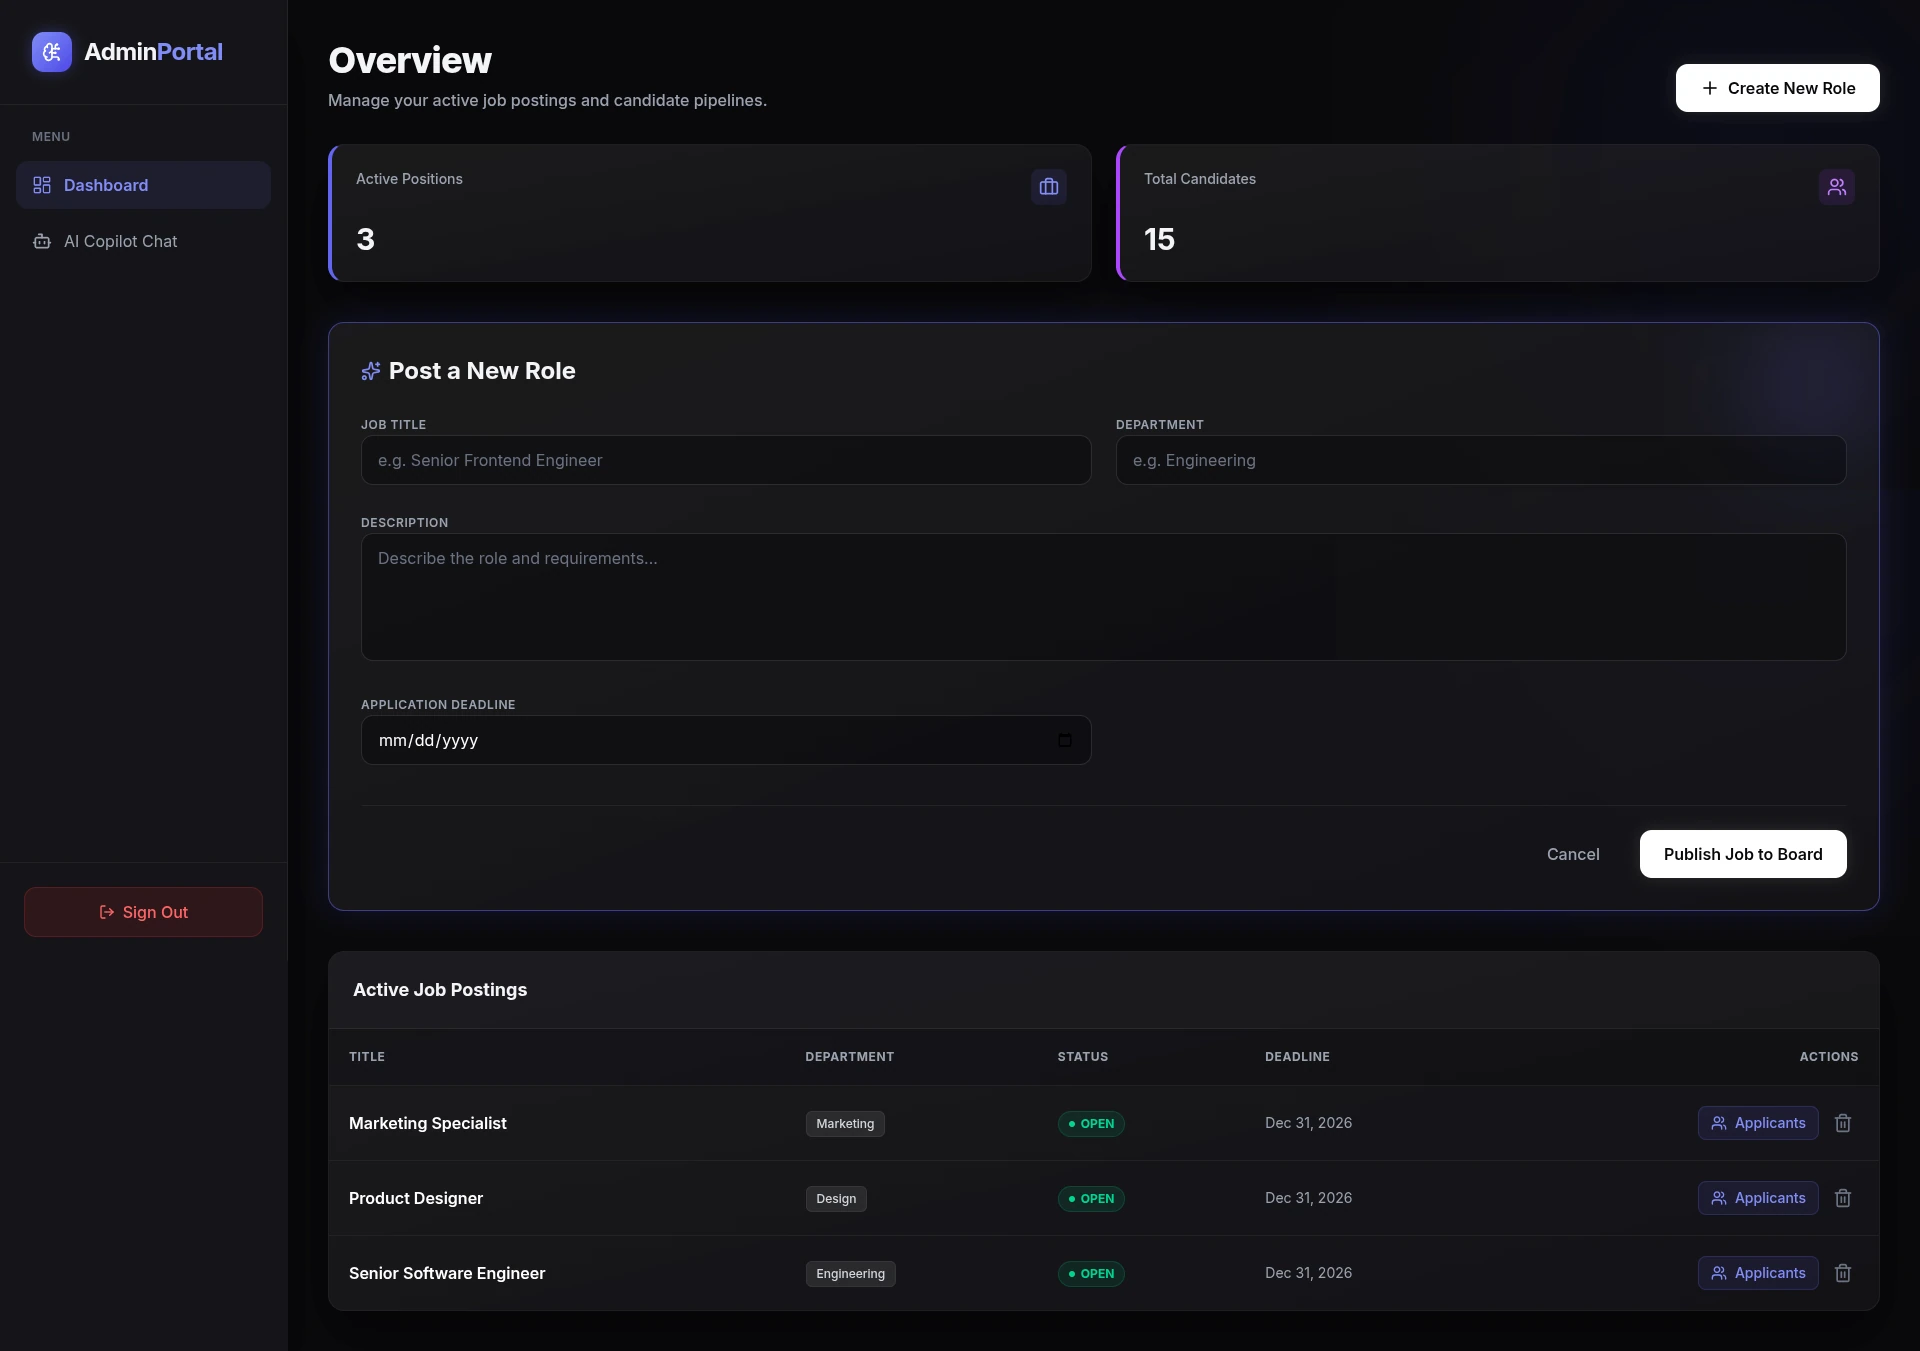 AdminPortal
MENU
Dashboard
AI Copilot Chat
Sign Out
Overview
Manage your active job postings and candidate pipelines.
Create New Role
Active Positions
3
Total Candidates
15
Post a New Role
JOB TITLE
e.g. Senior Frontend Engineer
DEPARTMENT
e.g. Engineering
DESCRIPTION
Describe the role and requirements...
APPLICATION DEADLINE
mm/dd/yyyy
Cancel
Publish Job to Board
Active Job Postings
TITLE DEPARTMENT STATUS DEADLINE ACTIONS
Marketing Specialist Marketing OPEN Dec 31, 2026 Applicants
Product Designer Design OPEN Dec 31, 2026 Applicants
Senior Software Engineer Engineering OPEN Dec 31, 2026 Applicants